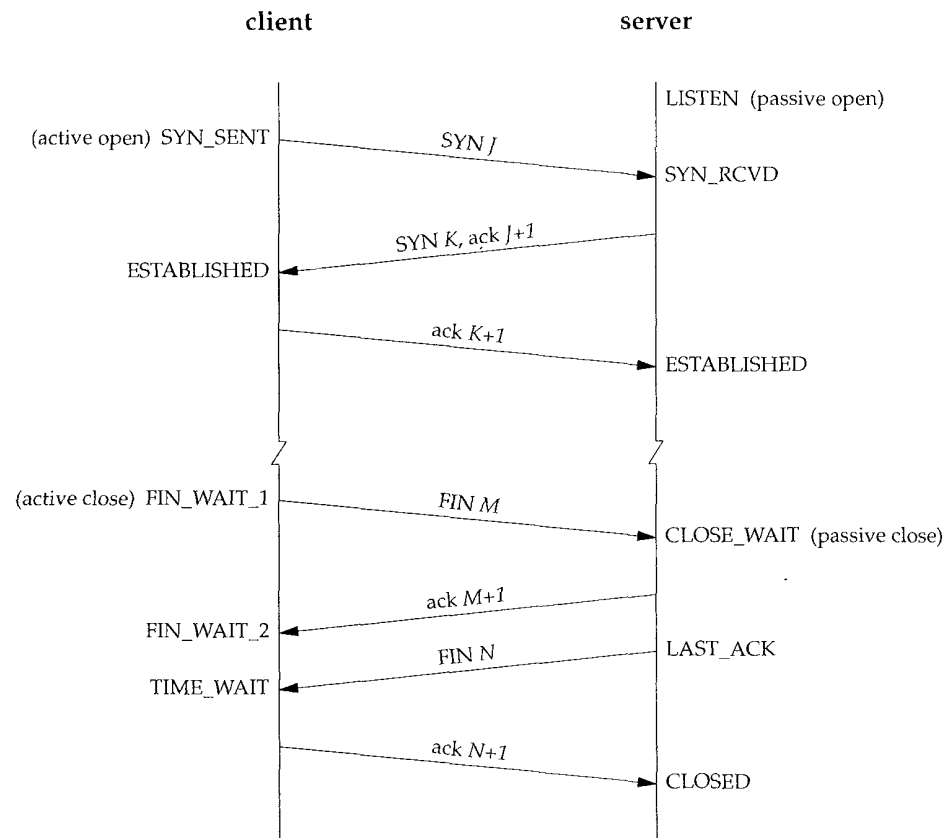 client server
LISTEN (passive open)
(active open) SYN_SENT
SYN J
SYN_RCVD
SYN K, ack J+1
ESTABLISHED
ack K+1
ESTABLISHED
(active close) FIN_WAIT_1
FIN M
CLOSE_WAIT (passive close)
ack M+1
FIN_WAIT_2
FIN N
LAST_ACK
TIME_WAIT
ack N+1
CLOSED